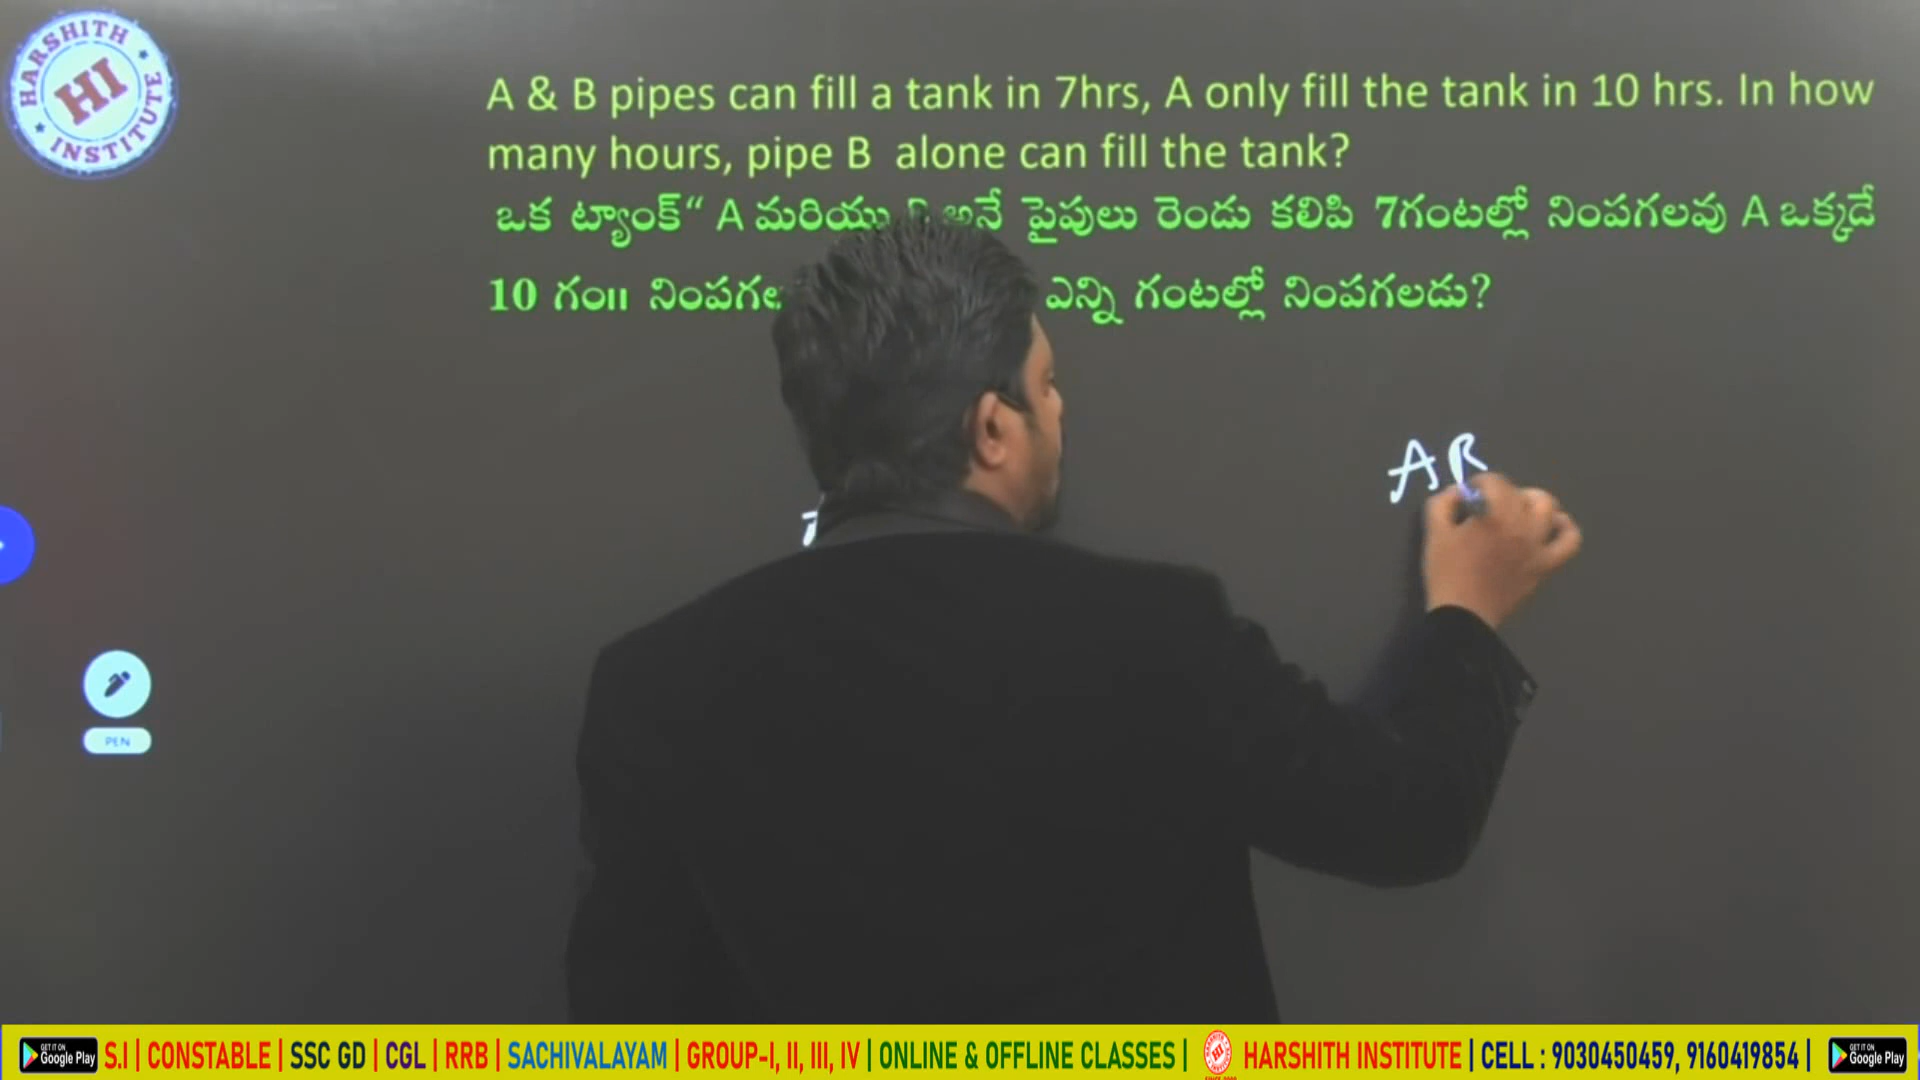 HARSHITH
HI
INSTITUTE
A & B pipes can fill a tank in 7hrs, A only fill the tank in 10 hrs. In how
many hours, pipe B alone can fill the tank?
ఒక ట్యాంక్“ A మరియు అనే పైపులు రెండు కలిపి 7గంటల్లో నింపగలవు A ఒక్కడే
10 గంıı ఎన్ని గంటల్లో నింపగలడు?
A
PEN
GET IT ON Google Play S.I | CONSTABLE | SSC GD | CGL | RRB | SACHIVALAYAM | GROUP-I, II, III, IV | ONLINE & OFFLINE CLASSES | HARSHITH INSTITUTE | CELL : 9030450459, 9160419854 | GET IT ON Google Play